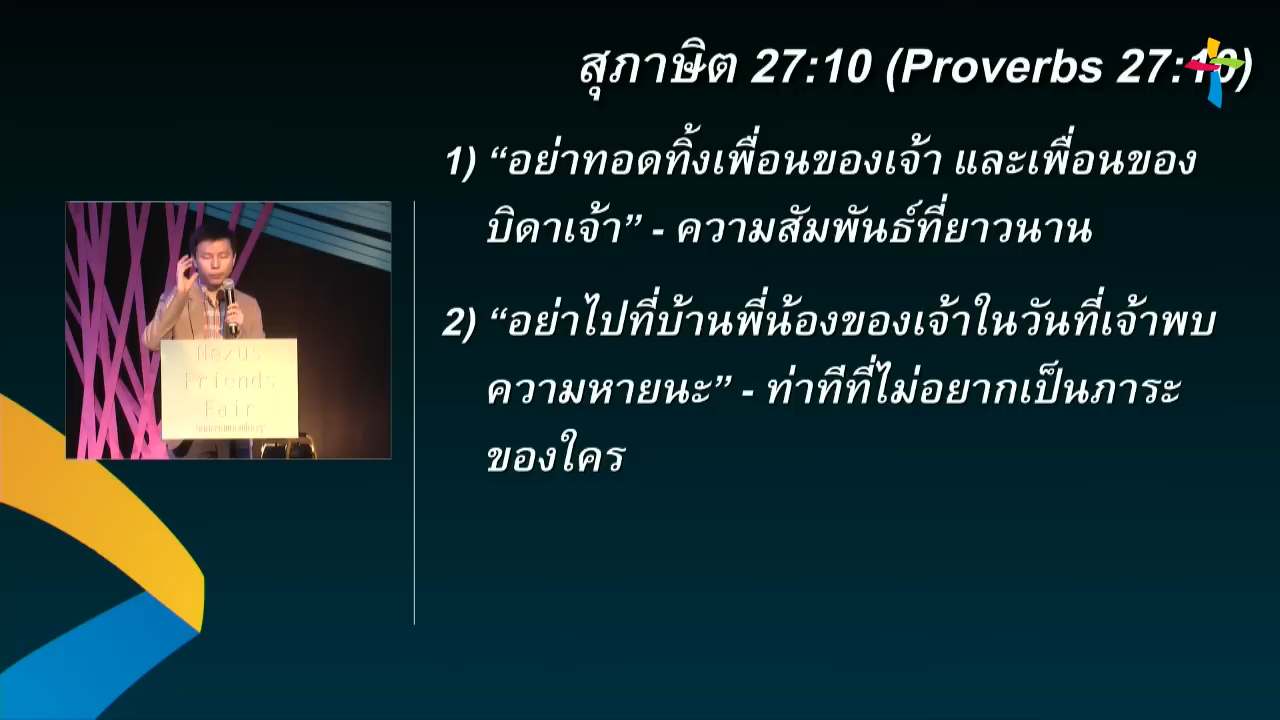 สุภาษิต 27:10 (Proverbs 27:10)
1) “อย่าทอดทิ้งเพื่อนของเจ้า และเพื่อนของ
บิดาเจ้า” - ความสัมพันธ์ที่ยาวนาน
2) “อย่าไปที่บ้านพี่น้องของเจ้าในวันที่เจ้าพบ
ความหายนะ” - ท่าทีที่ไม่อยากเป็นภาระ
ของใคร
Nexus
Friends
Fair